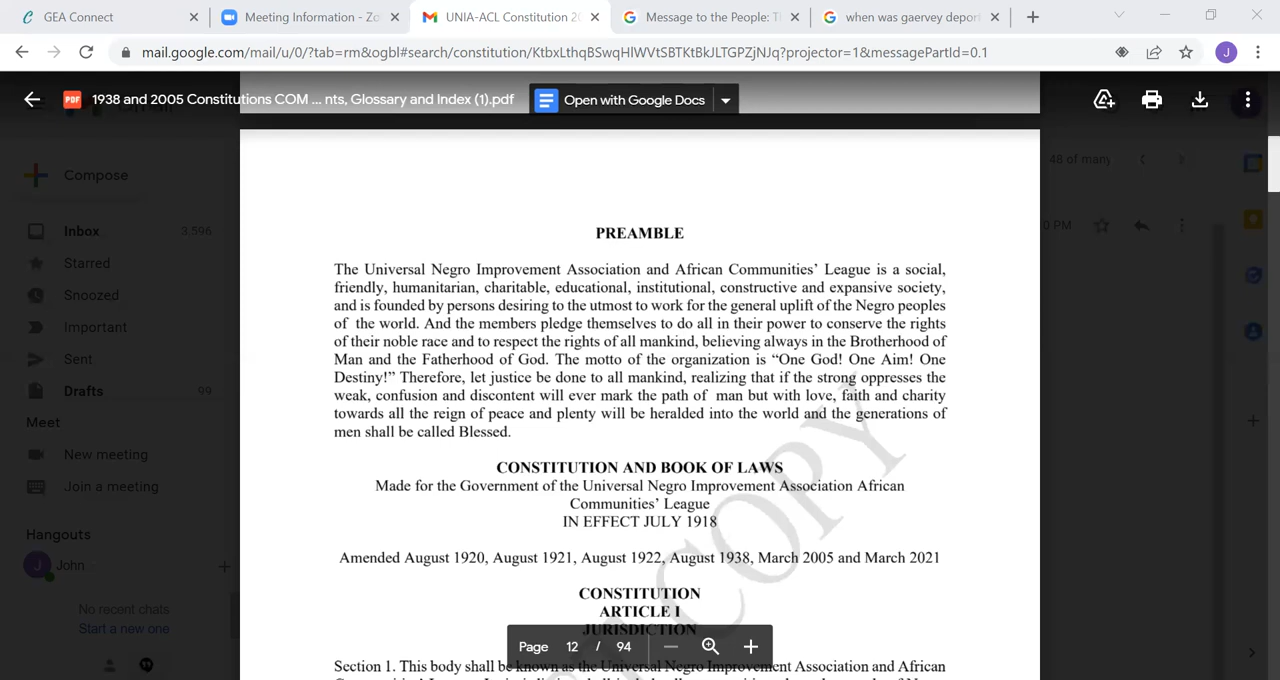 GEA Connect
Meeting Information - Zo
UNIA-ACL Constitution 20
Message to the People: T
when was gaervey deport
mail.google.com/mail/u/0/?tab=rm&ogbl#search/constitution/KtbxLthqBSwqHlWVtSBTKtBkJLTGPZjNJq?projector=1&messagePartId=0.1
J
PDF
1938 and 2005 Constitutions COM ... nts, Glossary and Index (1).pdf
Open with Google Docs
Compose
48 of many
Inbox 3,596
0 PM
Starred
Snoozed
Important
Sent
Drafts 99
Meet
New meeting
Join a meeting
Hangouts
J
John
No recent chats
Start a new one
PREAMBLE
The Universal Negro Improvement Association and African Communities’ League is a social,
friendly, humanitarian, charitable, educational, institutional, constructive and expansive society,
and is founded by persons desiring to the utmost to work for the general uplift of the Negro peoples
of the world. And the members pledge themselves to do all in their power to conserve the rights
of their noble race and to respect the rights of all mankind, believing always in the Brotherhood of
Man and the Fatherhood of God. The motto of the organization is “One God! One Aim! One
Destiny!” Therefore, let justice be done to all mankind, realizing that if the strong oppresses the
weak, confusion and discontent will ever mark the path of man but with love, faith and charity
towards all the reign of peace and plenty will be heralded into the world and the generations of
men shall be called Blessed.
CONSTITUTION AND BOOK OF LAWS
Made for the Government of the Universal Negro Improvement Association African
Communities’ League
IN EFFECT JULY 1918
Amended August 1920, August 1921, August 1922, August 1938, March 2005 and March 2021
CONSTITUTION
ARTICLE I
JURISDICTION
Page 12 / 94
Section 1. This body shall be known as the Universal Negro Improvement Association and African
COPY